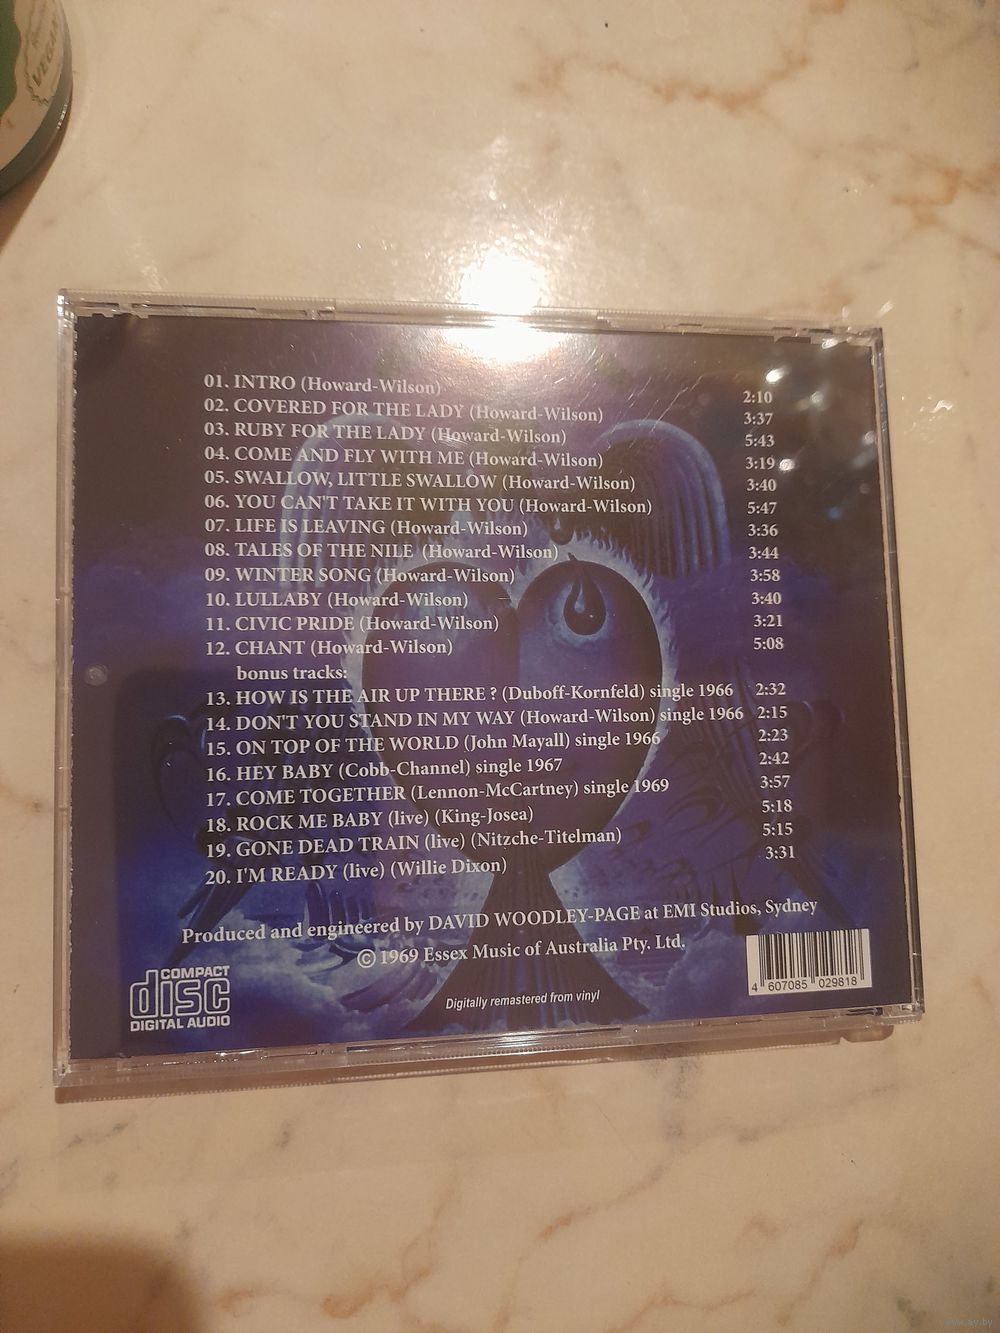 VEGAN
01. INTRO (Howard-Wilson) 2:10
02. COVERED FOR THE LADY (Howard-Wilson) 3:37
03. RUBY FOR THE LADY (Howard-Wilson) 5:43
04. COME AND FLY WITH ME (Howard-Wilson) 3:19
05. SWALLOW, LITTLE SWALLOW (Howard-Wilson) 3:40
06. YOU CAN'T TAKE IT WITH YOU (Howard-Wilson) 5:47
07. LIFE IS LEAVING (Howard-Wilson) 3:36
08. TALES OF THE NILE (Howard-Wilson) 3:44
09. WINTER SONG (Howard-Wilson) 3:58
10. LULLABY (Howard-Wilson) 3:40
11. CIVIC PRIDE (Howard-Wilson) 3:21
12. CHANT (Howard-Wilson) 5:08
bonus tracks:
13. HOW IS THE AIR UP THERE ? (Duboff-Kornfeld) single 1966 2:32
14. DON'T YOU STAND IN MY WAY (Howard-Wilson) single 1966 2:15
15. ON TOP OF THE WORLD (John Mayall) single 1966 2:23
16. HEY BABY (Cobb-Channel) single 1967 2:42
17. COME TOGETHER (Lennon-McCartney) single 1969 3:57
18. ROCK ME BABY (live) (King-Josea) 5:18
19. GONE DEAD TRAIN (live) (Nitzche-Titelman) 5:15
20. I'M READY (live) (Willie Dixon) 3:31
Produced and engineered by DAVID WOODLEY-PAGE at EMI Studios, Sydney
© 1969 Essex Music of Australia Pty. Ltd.
Digitally remastered from vinyl
COMPACT
disc
DIGITAL AUDIO
4 607085 029818
www.ay.by